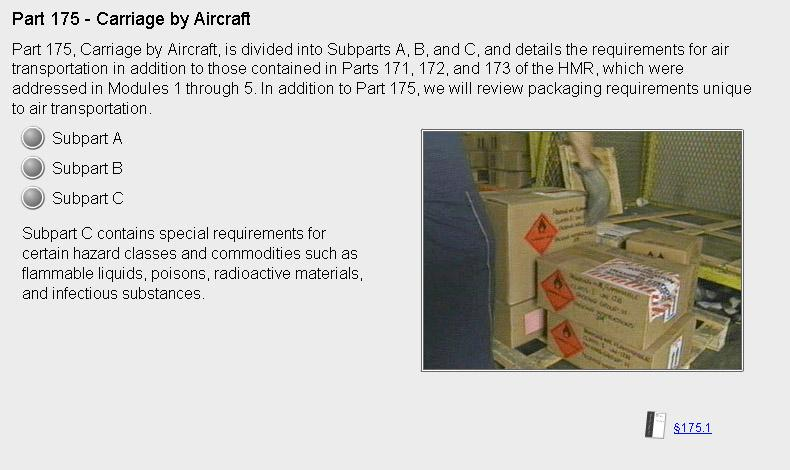 Part 175 - Carriage by Aircraft
Part 175, Carriage by Aircraft, is divided into Subparts A, B, and C, and details the requirements for air
transportation in addition to those contained in Parts 171, 172, and 173 of the HMR, which were
addressed in Modules 1 through 5. In addition to Part 175, we will review packaging requirements unique
to air transportation.
Subpart A
Subpart B
Subpart C
Subpart C contains special requirements for
certain hazard classes and commodities such as
flammable liquids, poisons, radioactive materials,
and infectious substances.
§175.1